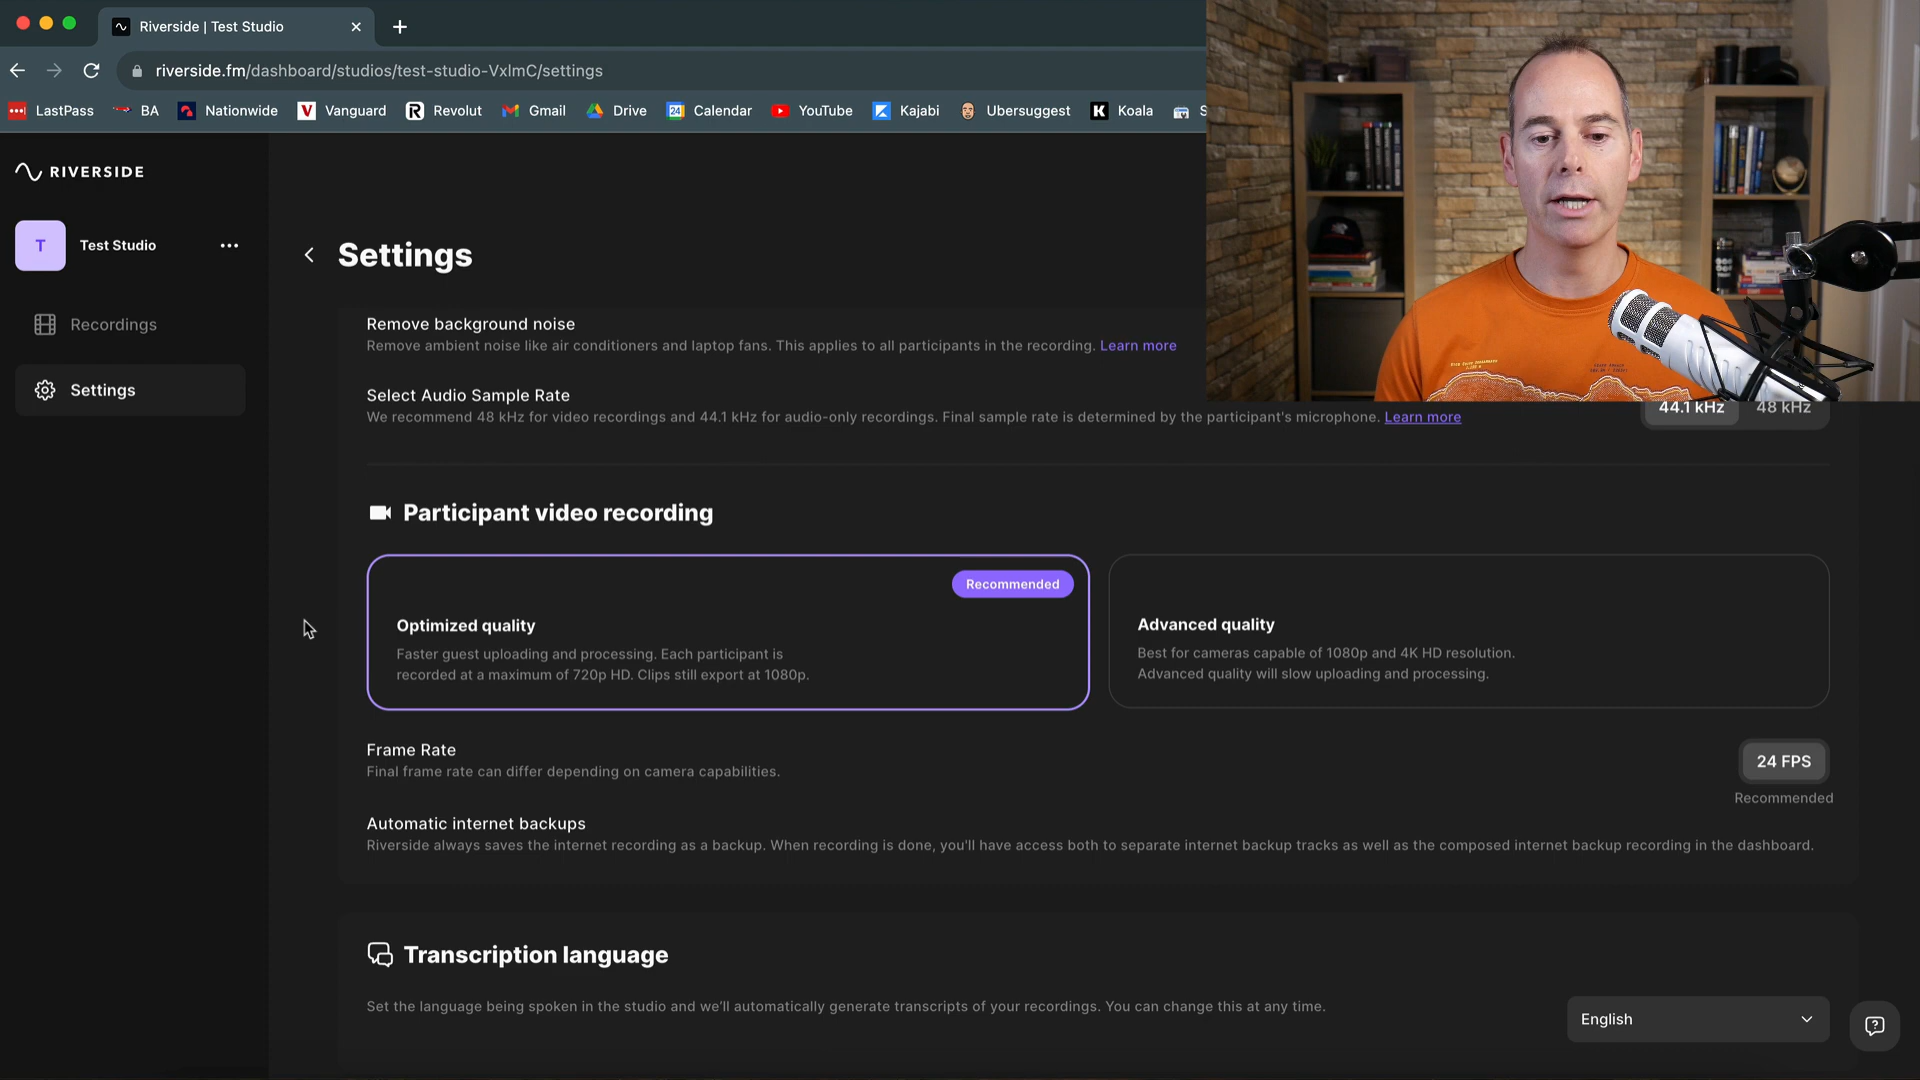 Riverside | Test Studio
riverside.fm/dashboard/studios/test-studio-VxlmC/settings
LastPass BA Nationwide Vanguard Revolut Gmail Drive Calendar YouTube Kajabi Ubersuggest Koala S
RIVERSIDE
T Test Studio
Recordings
Settings
Settings
Remove background noise
Remove ambient noise like air conditioners and laptop fans. This applies to all participants in the recording. Learn more
Select Audio Sample Rate
We recommend 48 kHz for video recordings and 44.1 kHz for audio-only recordings. Final sample rate is determined by the participant's microphone. Learn more
44.1 kHz 48 kHz
Participant video recording
Recommended
Optimized quality
Faster guest uploading and processing. Each participant is
recorded at a maximum of 720p HD. Clips still export at 1080p.
Advanced quality
Best for cameras capable of 1080p and 4K HD resolution.
Advanced quality will slow uploading and processing.
Frame Rate
Final frame rate can differ depending on camera capabilities.
24 FPS
Recommended
Automatic internet backups
Riverside always saves the internet recording as a backup. When recording is done, you'll have access both to separate internet backup tracks as well as the composed internet backup recording in the dashboard.
Transcription language
Set the language being spoken in the studio and we'll automatically generate transcripts of your recordings. You can change this at any time.
English